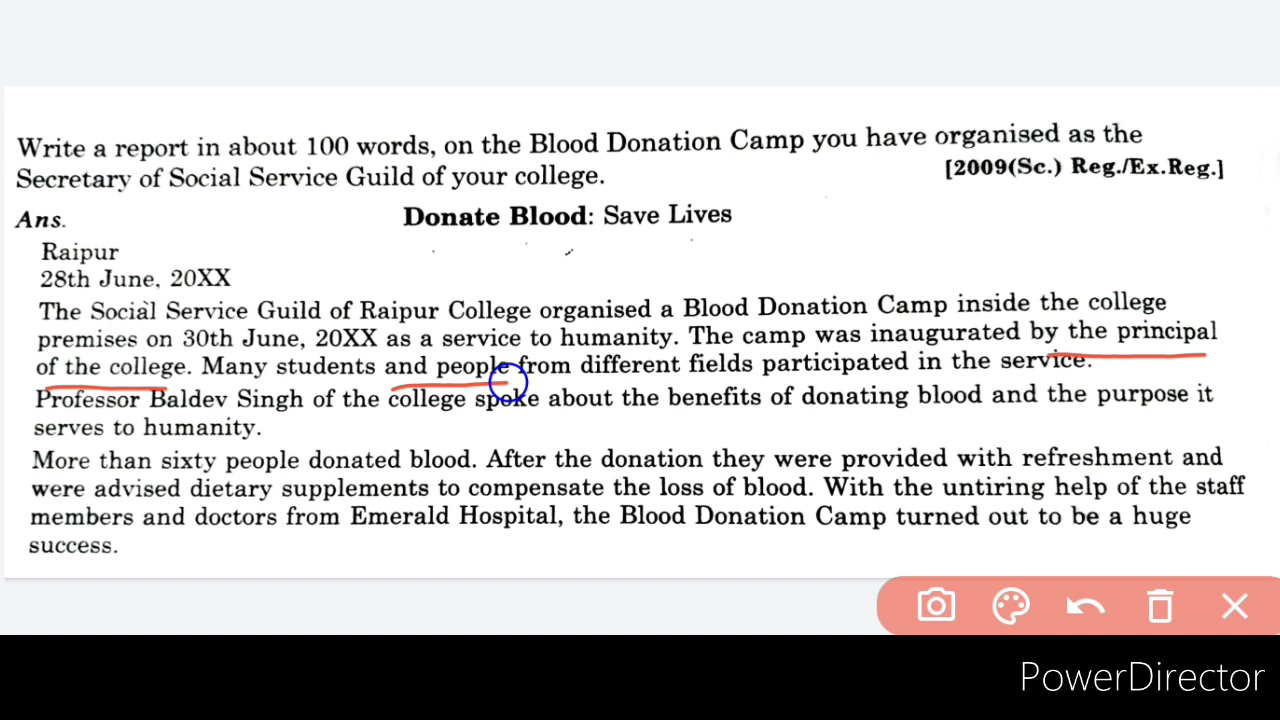 Write a report in about 100 words, on the Blood Donation Camp you have organised as the
Secretary of Social Service Guild of your college.
[2009(Sc.) Reg./Ex.Reg.]
Ans.
Donate Blood: Save Lives
Raipur
28th June, 20XX
The Social Service Guild of Raipur College organised a Blood Donation Camp inside the college
premises on 30th June, 20XX as a service to humanity. The camp was inaugurated by the principal
of the college. Many students and people from different fields participated in the service.
Professor Baldev Singh of the college spoke about the benefits of donating blood and the purpose it
serves to humanity.
More than sixty people donated blood. After the donation they were provided with refreshment and
were advised dietary supplements to compensate the loss of blood. With the untiring help of the staff
members and doctors from Emerald Hospital, the Blood Donation Camp turned out to be a huge
success.
PowerDirector